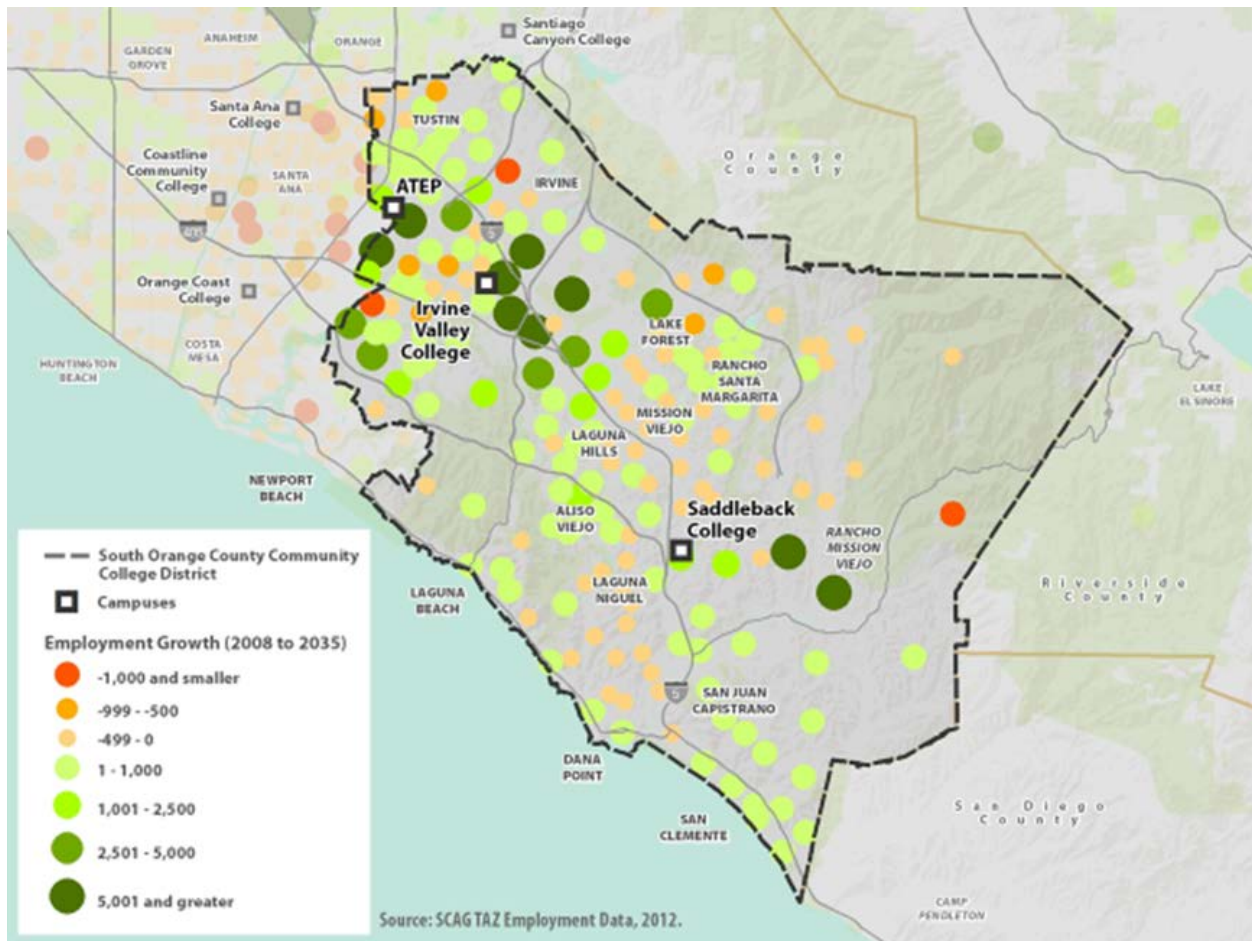 Santiago
Canyon College
ANAHEIM
ORANGE
GARDEN
GROVE
Santa Ana
College
TUSTIN
Coastline
Community
College
SANTA
ANA
Orange
County
ATEP
IRVINE
405
5
Orange Coast
College
Irvine
Valley
College
LAKE
FOREST
COSTA
MESA
HUNTINGTON
BEACH
RANCHO
SANTA
MARGARITA
LAKE
ELSINORE
MISSION
VIEJO
LAGUNA
HILLS
NEWPORT
BEACH
ALISO
VIEJO
Saddleback
College
RANCHO
MISSION
VIEJO
LAGUNA
BEACH
LAGUNA
NIGUEL
Riverside
County
5
SAN JUAN
CAPISTRANO
DANA
POINT
SAN
CLEMENTE
San Diego
County
CAMP
PENDLETON
South Orange County Community
College District
Campuses
Employment Growth (2008 to 2035)
-1,000 and smaller
-999 - -500
-499 - 0
1 - 1,000
1,001 - 2,500
2,501 - 5,000
5,001 and greater
Source: SCAG TAZ Employment Data, 2012.